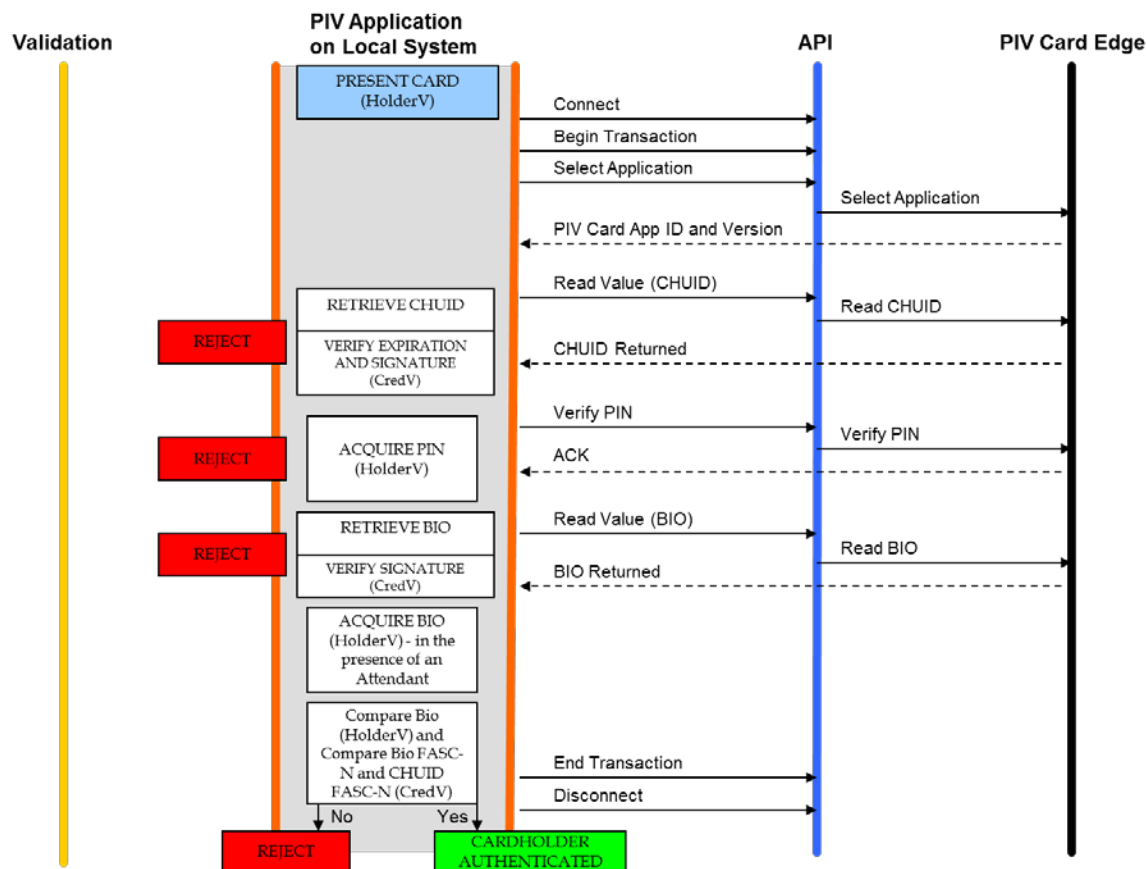 Validation
PIV Application
on Local System
API
PIV Card Edge
PRESENT CARD
(HolderV)
Connect
Begin Transaction
Select Application
Select Application
PIV Card App ID and Version
Read Value (CHUID)
RETRIEVE CHUID
Read CHUID
REJECT
VERIFY EXPIRATION
AND SIGNATURE
(CredV)
CHUID Returned
Verify PIN
Verify PIN
REJECT
ACQUIRE PIN
(HolderV)
ACK
Read Value (BIO)
RETRIEVE BIO
Read BIO
REJECT
VERIFY SIGNATURE
(CredV)
BIO Returned
ACQUIRE BIO
(HolderV) - in the
presence of an
Attendant
Compare Bio
(HolderV) and
Compare Bio FASC-
N and CHUID
FASC-N (CredV)
End Transaction
Disconnect
No
Yes
REJECT
CARDHOLDER
AUTHENTICATED